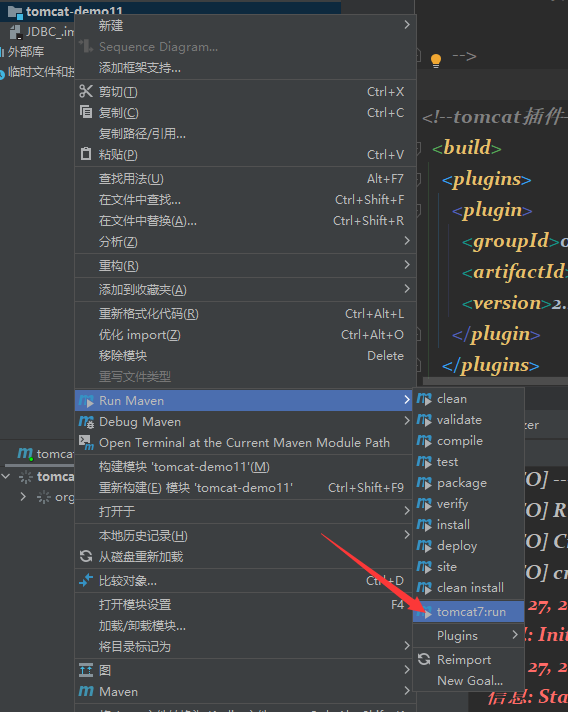 tomcat-demo11
JDBC_.im
外部库
临时文件和控
新建
Sequence Diagram...
添加框架支持...
剪切(T) Ctrl+X
复制(C) Ctrl+C
复制路径/引用...
粘贴(P) Ctrl+V
查找用法(U) Alt+F7
在文件中查找... Ctrl+Shift+F
在文件中替换(A)... Ctrl+Shift+R
分析(Z)
重构(R)
添加到收藏夹(A)
重新格式化代码(R) Ctrl+Alt+L
优化 import(Z) Ctrl+Alt+O
移除模块 Delete
重写文件类型
Run Maven
Debug Maven
Open Terminal at the Current Maven Module Path
构建模块 'tomcat-demo11'(M)
重新构建(E) 模块 'tomcat-demo11' Ctrl+Shift+F9
打开于
本地历史记录(H)
从磁盘重新加载
比较对象... Ctrl+D
打开模块设置 F4
加载/卸载模块...
将目录标记为
图
Maven
clean
validate
compile
test
package
verify
install
deploy
site
clean install
tomcat7:run
Plugins
Reimport
New Goal...
-->
<!--tomcat插件
<build>
<plugins>
<plugin>
<groupId>o
<artifactId>
<version>2.
</plugin>
</plugins>
tomca
tomca
org
zer
O] --
O] R
O] C
O] cr
27, 2
: Init
27, 2
信息: Sta